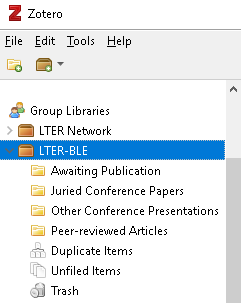 Zotero
File Edit Tools Help
Group Libraries
LTER Network
LTER-BLE
Awaiting Publication
Juried Conference Papers
Other Conference Presentations
Peer-reviewed Articles
Duplicate Items
Unfiled Items
Trash